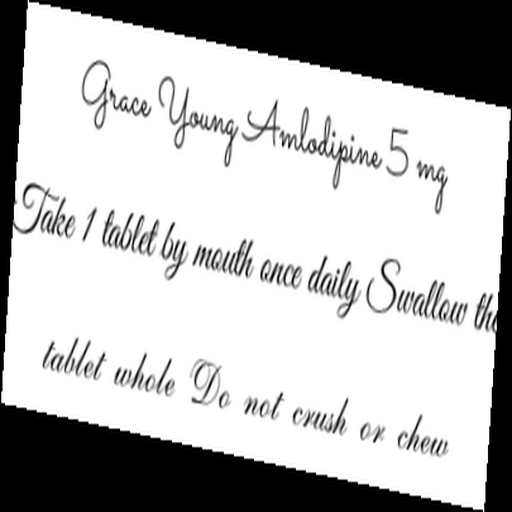 Grace Young Amlodipine 5 mg
Take 1 tablet by mouth once daily Swallow the
tablet whole Do not crush or chew